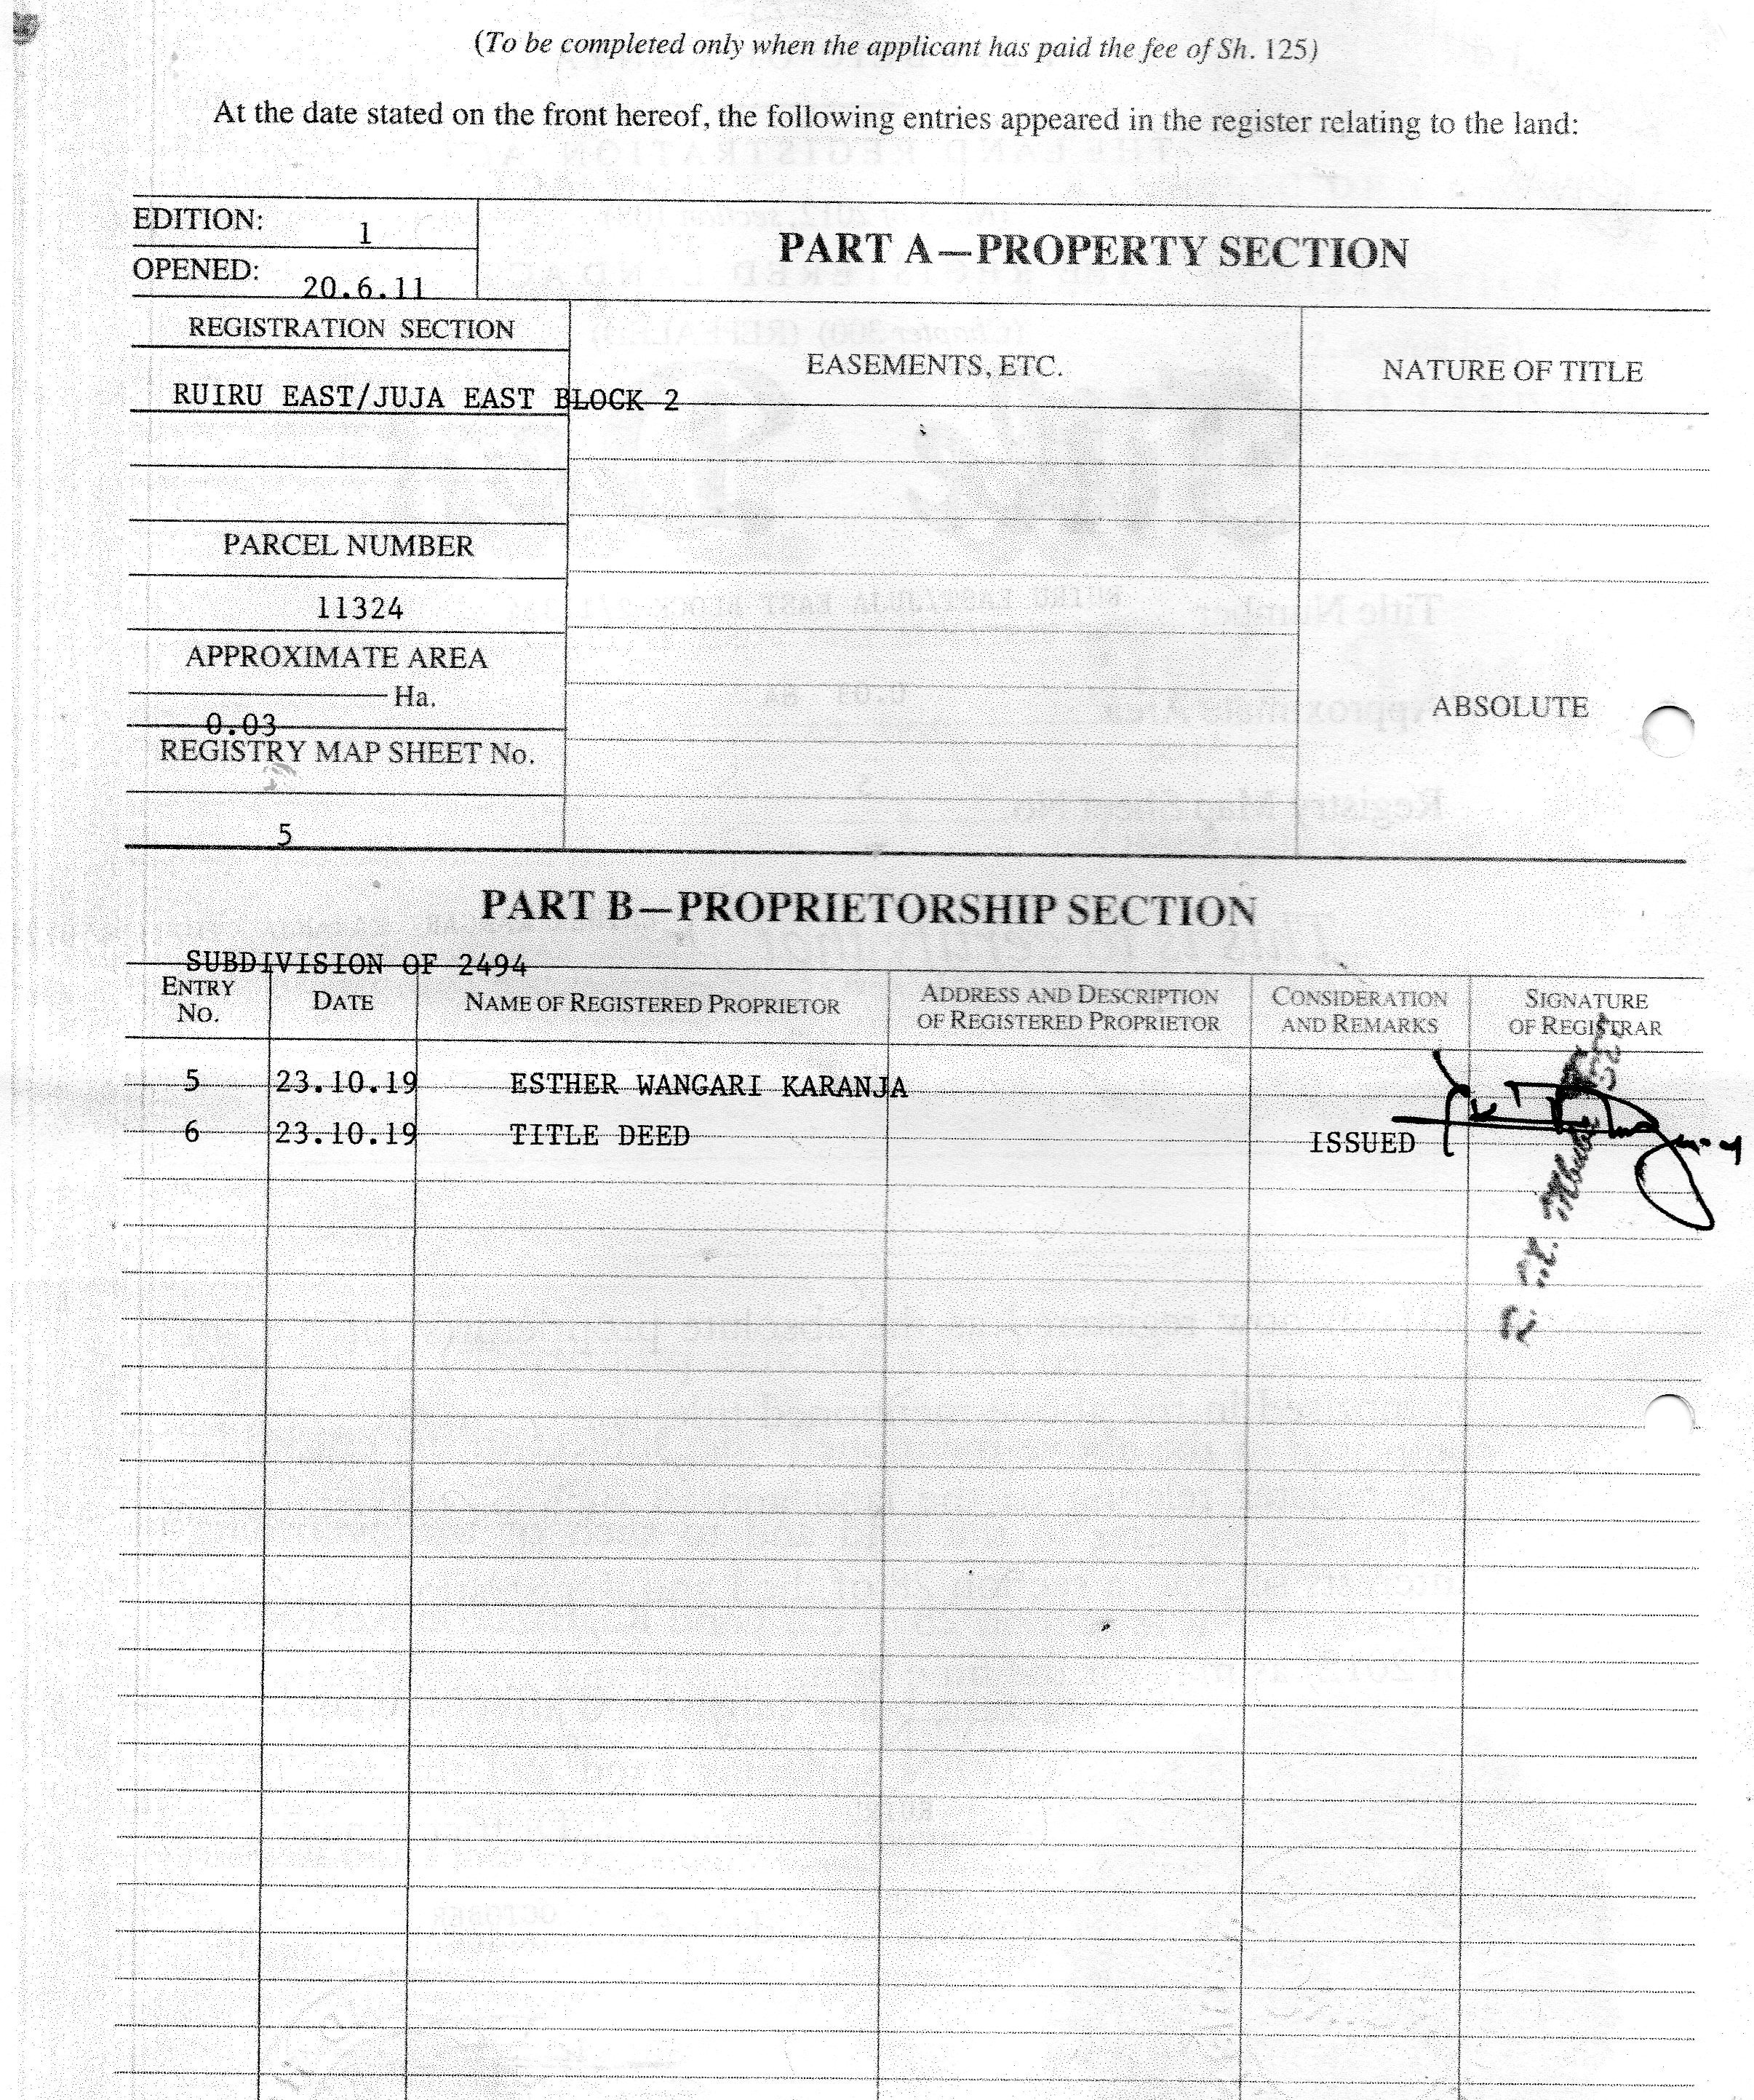 (To be completed only when the applicant has paid the fee of Sh. 125)
At the date stated on the front hereof, the following entries appeared in the register relating to the land:
EDITION: 1
OPENED: 20.6.11
PART A—PROPERTY SECTION
REGISTRATION SECTION
EASEMENTS, ETC.
NATURE OF TITLE
RUIRU EAST/JUJA EAST BLOCK 2
PARCEL NUMBER
11324
APPROXIMATE AREA
Ha.
0.03
ABSOLUTE
REGISTRY MAP SHEET No.
5
PART B—PROPRIETORSHIP SECTION
SUBDIVISION OF 2494
ENTRY No.
DATE
NAME OF REGISTERED PROPRIETOR
ADDRESS AND DESCRIPTION OF REGISTERED PROPRIETOR
CONSIDERATION AND REMARKS
SIGNATURE OF REGISTRAR
5 23.10.19 ESTHER WANGARI KARANJA
6 23.10.19 TITLE DEED ISSUED